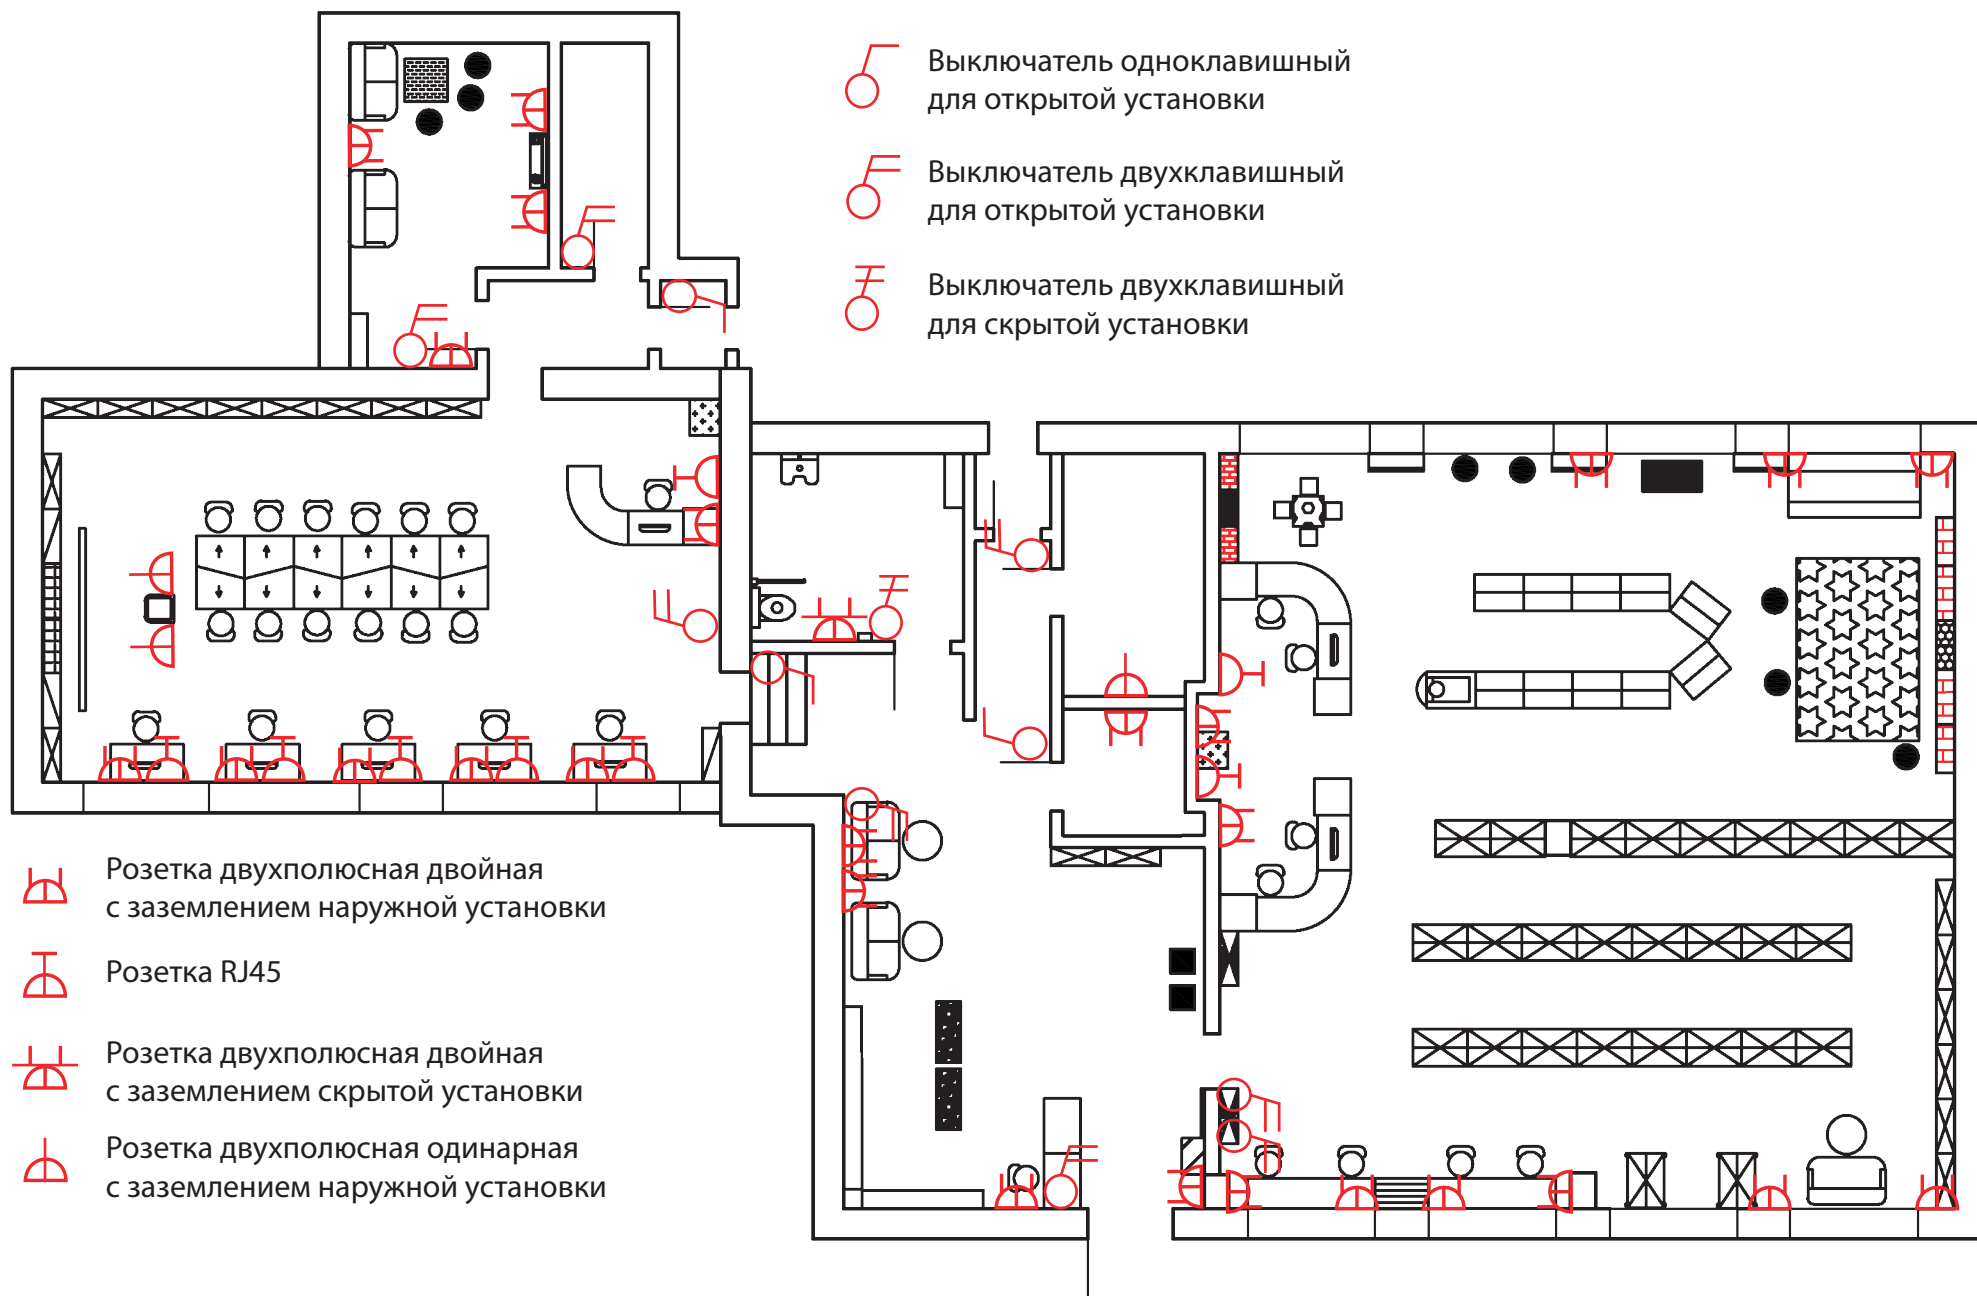 Выключатель одноклавишный
для открытой установки
Выключатель двухклавишный
для открытой установки
Выключатель двухклавишный
для скрытой установки
Розетка двухполюсная двойная
с заземлением наружной установки
Розетка RJ45
Розетка двухполюсная двойная
с заземлением скрытой установки
Розетка двухполюсная одинарная
с заземлением наружной установки